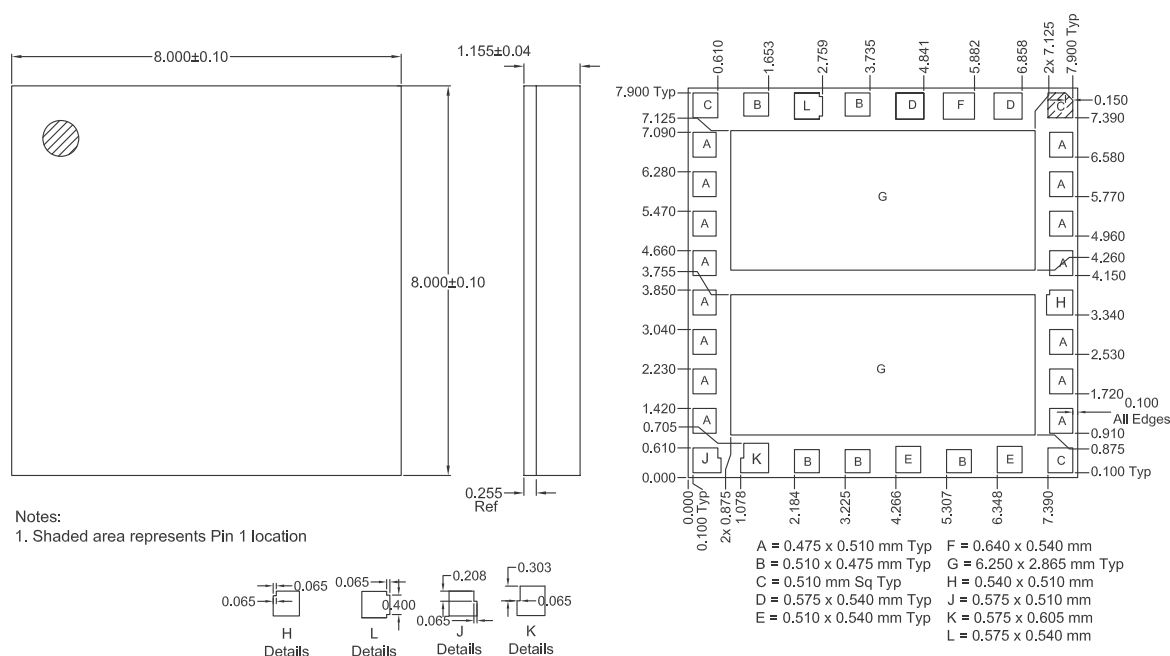 8.000±0.10
1.155±0.04
8.000±0.10
0.255
Ref
Notes:
1. Shaded area represents Pin 1 location
0.065
0.065
H
Details
0.065
0.400
L
Details
0.208
0.065
J
Details
0.303
0.065
K
Details
0.610
1.653
2.759
3.735
4.841
5.882
6.858
2x 7.125
7.900 Typ
7.900 Typ
7.125
7.090
6.280
5.470
4.660
3.755
3.850
3.040
2.230
1.420
0.705
0.610
0.000
C B L B D F D C
A A
A A
G
A A
A A
A H
A A
G
A A
A A
J K B B E B E C
0.150
7.390
6.580
5.770
4.960
4.260
4.150
3.340
2.530
1.720
0.100
All Edges
0.910
0.875
0.100 Typ
0.000
0.100 Typ
2x 0.875
1.078
2.184
3.225
4.266
5.307
6.348
7.390
A = 0.475 x 0.510 mm Typ
B = 0.510 x 0.475 mm Typ
C = 0.510 mm Sq Typ
D = 0.575 x 0.540 mm Typ
E = 0.510 x 0.540 mm Typ
F = 0.640 x 0.540 mm
G = 6.250 x 2.865 mm Typ
H = 0.540 x 0.510 mm
J = 0.575 x 0.510 mm
K = 0.575 x 0.605 mm
L = 0.575 x 0.540 mm